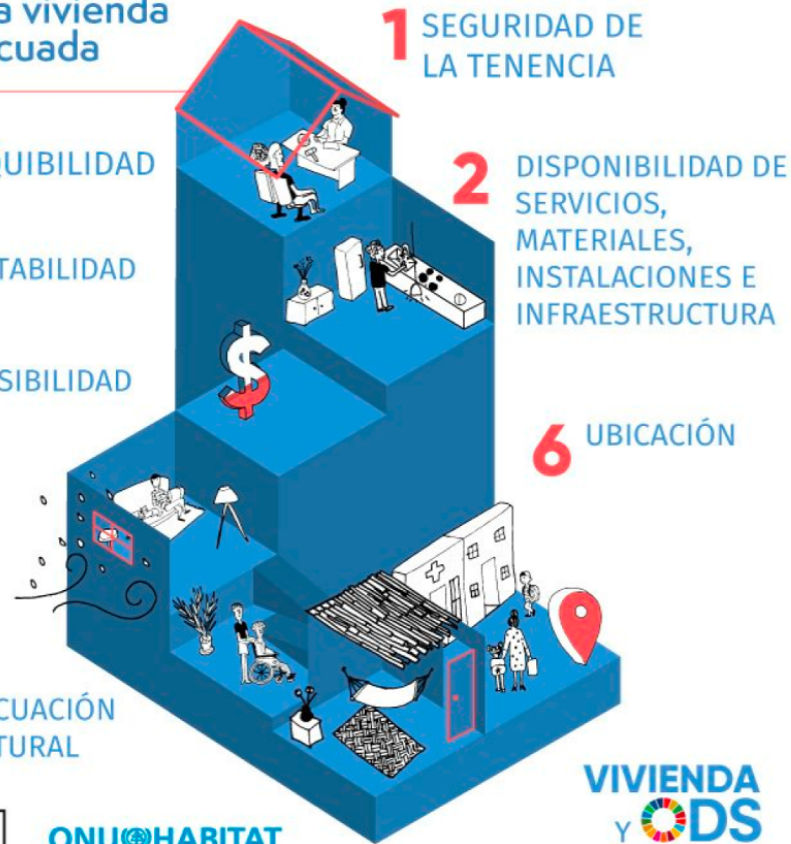 a vivienda
cuada
1 SEGURIDAD DE
LA TENENCIA
QUIBILIDAD
2 DISPONIBILIDAD DE
SERVICIOS,
MATERIALES,
INSTALACIONES E
INFRAESTRUCTURA
TABILIDAD
SIBILIDAD
6 UBICACIÓN
CUACIÓN
TURAL
ONU HABITAT
VIVIENDA
Y ODS